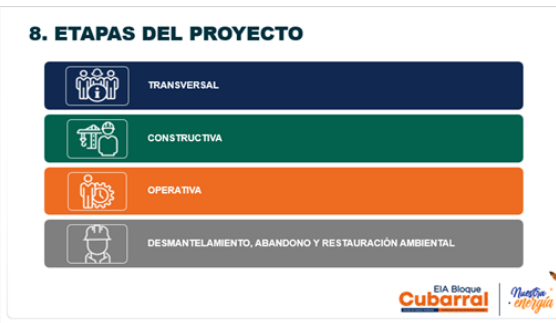 8. ETAPAS DEL PROYECTO
TRANSVERSAL
CONSTRUCTIVA
OPERATIVA
DESMANTELAMIENTO, ABANDONO Y RESTAURACIÓN AMBIENTAL
EIA Bloque
Cubarral
Nuestra
energía